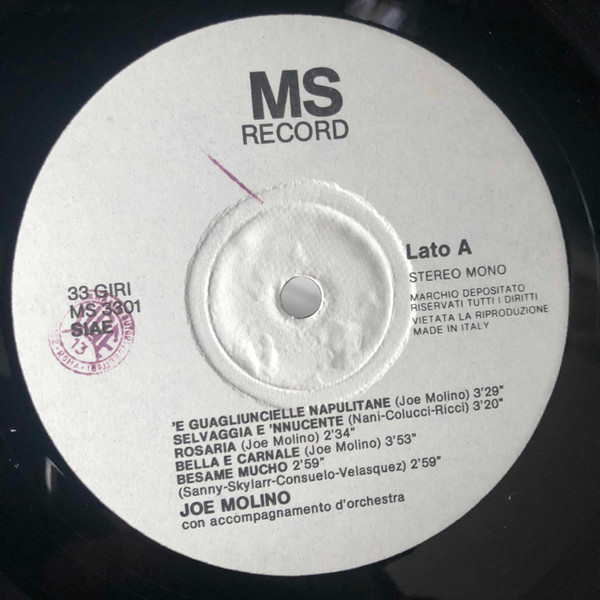 MS
RECORD
Lato A
STEREO MONO
MARCHIO DEPOSITATO
RISERVATI TUTTI I DIRITTI
VIETATA LA RIPRODUZIONE
MADE IN ITALY
33 GIRI
MS 3301
SIAE
13
ROMA
'E GUAGLIUNCIELLE NAPULITANE (Joe Molino) 3'29"
SELVAGGIA E 'NNUCENTE (Nani-Colucci-Ricci) 3'20"
ROSARIA (Joe Molino) 2'34"
BELLA E CARNALE (Joe Molino) 3'53"
BESAME MUCHO 2'59"
(Sanny-Skylarr-Consuelo-Velasquez) 2'59"
JOE MOLINO
con accompagnamento d'orchestra